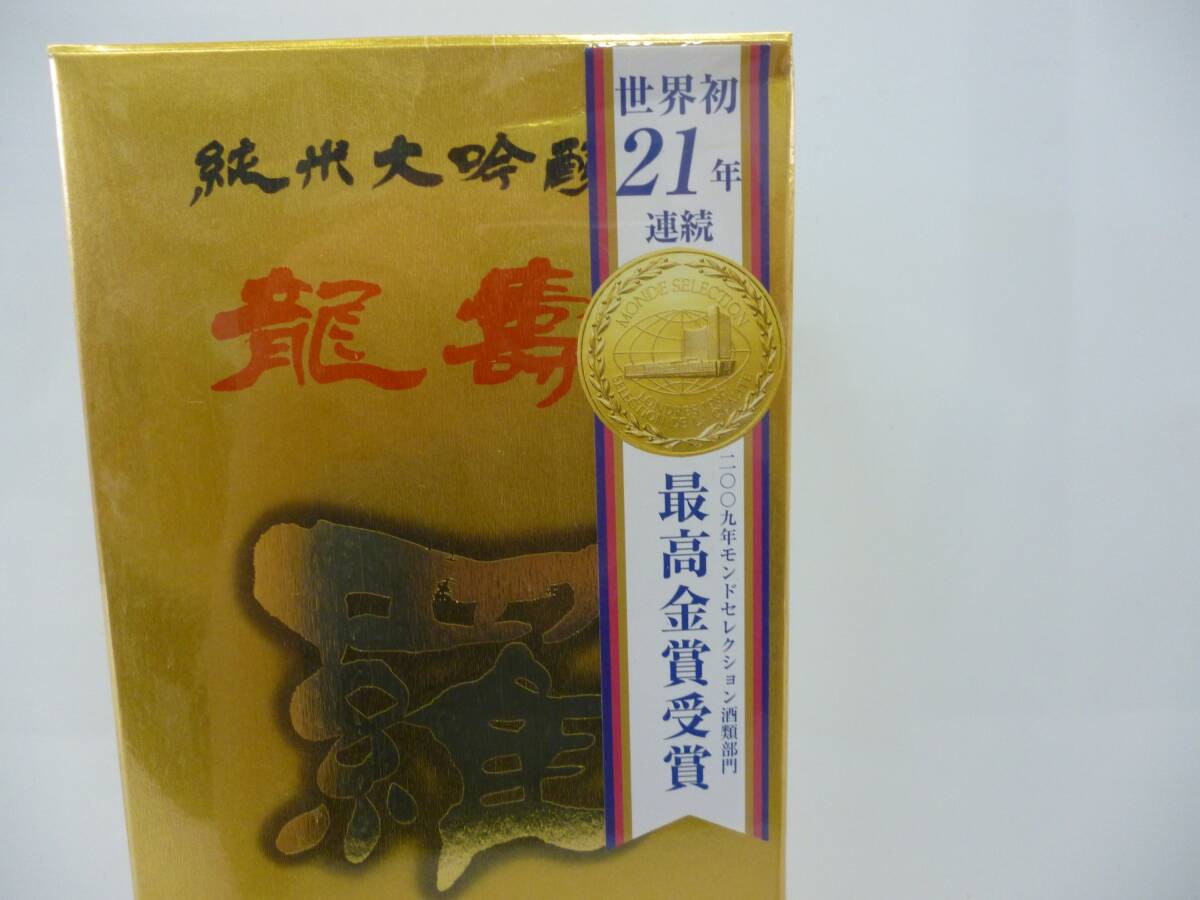 純米大吟醸
龍壽
羅
世界初
21年
連続
MONDE SELECTION
二〇〇九年モンドセレクション酒類部門
最高金賞受賞